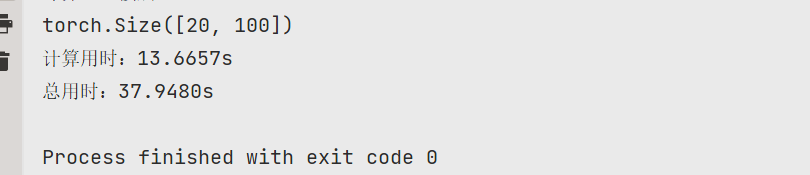 torch.Size([20, 100])
计算用时：13.6657s
总用时：37.9480s
Process finished with exit code 0